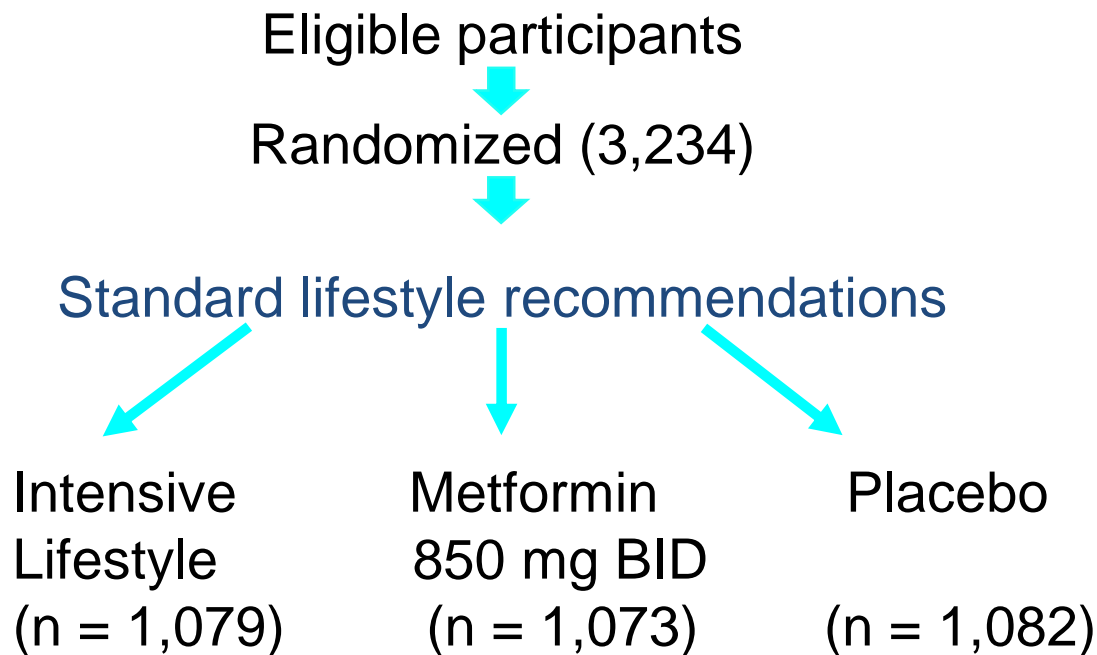 Eligible participants
Randomized (3,234)
Standard lifestyle recommendations
Intensive
Lifestyle
(n = 1,079)
Metformin
850 mg BID
(n = 1,073)
Placebo
(n = 1,082)